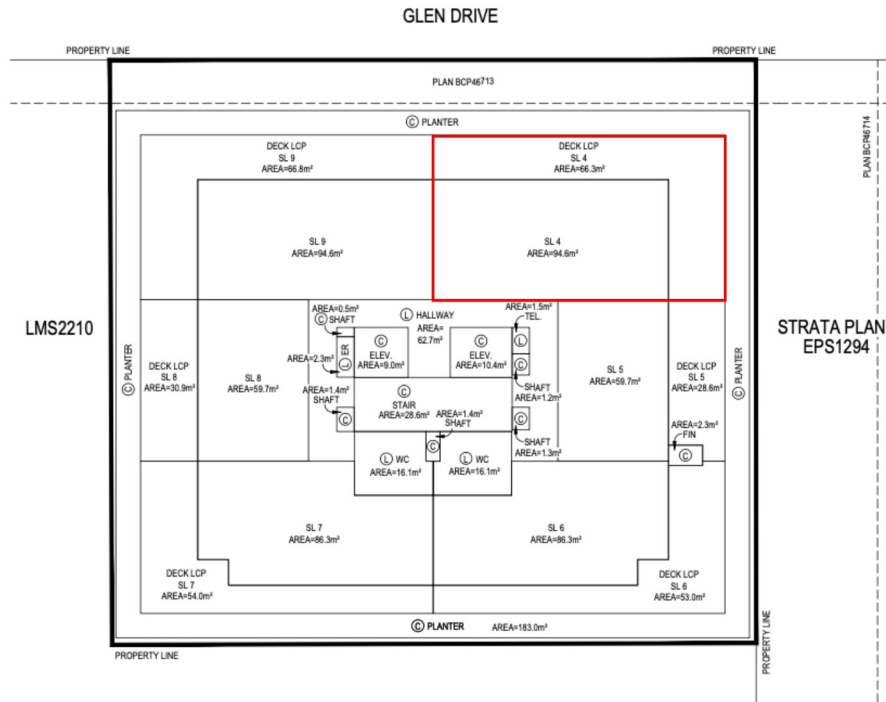 GLEN DRIVE
PROPERTY LINE
PROPERTY LINE
PLAN BCP46713
PLAN BCP46714
Ⓒ PLANTER
DECK LCP
SL 9
AREA=66.8m²
DECK LCP
SL 4
AREA=66.3m²
SL 9
AREA=94.6m²
SL 4
AREA=94.6m²
LMS2210
STRATA PLAN
EPS1294
Ⓒ PLANTER
Ⓒ PLANTER
AREA=0.5m²
Ⓒ SHAFT
Ⓛ HALLWAY
AREA=
62.7m²
AREA=1.5m²
TEL.
Ⓛ
Ⓛ ER
AREA=2.3m²
Ⓒ
ELEV.
AREA=9.0m²
Ⓒ
ELEV.
AREA=10.4m²
Ⓒ
SHAFT
AREA=1.2m²
DECK LCP
SL 8
AREA=30.9m²
SL 8
AREA=59.7m²
SL 5
AREA=59.7m²
DECK LCP
SL 5
AREA=28.6m²
AREA=1.4m²
SHAFT
Ⓒ
Ⓒ
STAIR
AREA=28.6m²
AREA=1.4m²
SHAFT
Ⓒ
Ⓒ
SHAFT
AREA=1.3m²
AREA=2.3m²
FIN
Ⓒ
Ⓛ WC
AREA=16.1m²
Ⓛ WC
AREA=16.1m²
SL 7
AREA=86.3m²
SL 6
AREA=86.3m²
DECK LCP
SL 7
AREA=54.0m²
DECK LCP
SL 6
AREA=53.0m²
Ⓒ PLANTER AREA=183.0m²
PROPERTY LINE
PROPERTY LINE